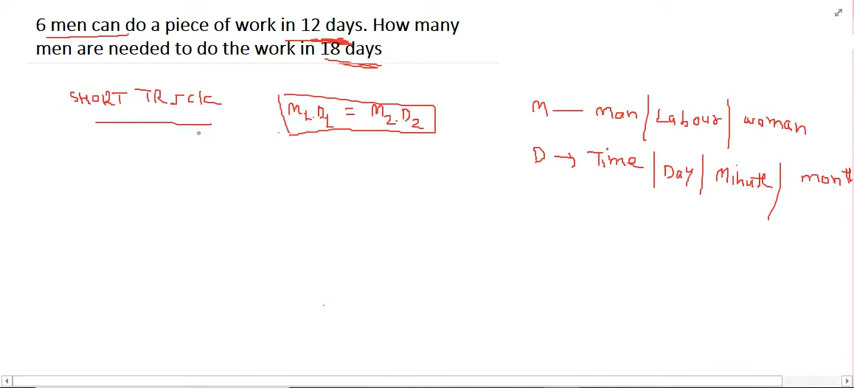 6 men can do a piece of work in 12 days. How many
men are needed to do the work in 18 days
SHORT TRICK
M1.D1 = M2.D2
M — Man | Labour | Woman
D → Time | Day | Minute | mont